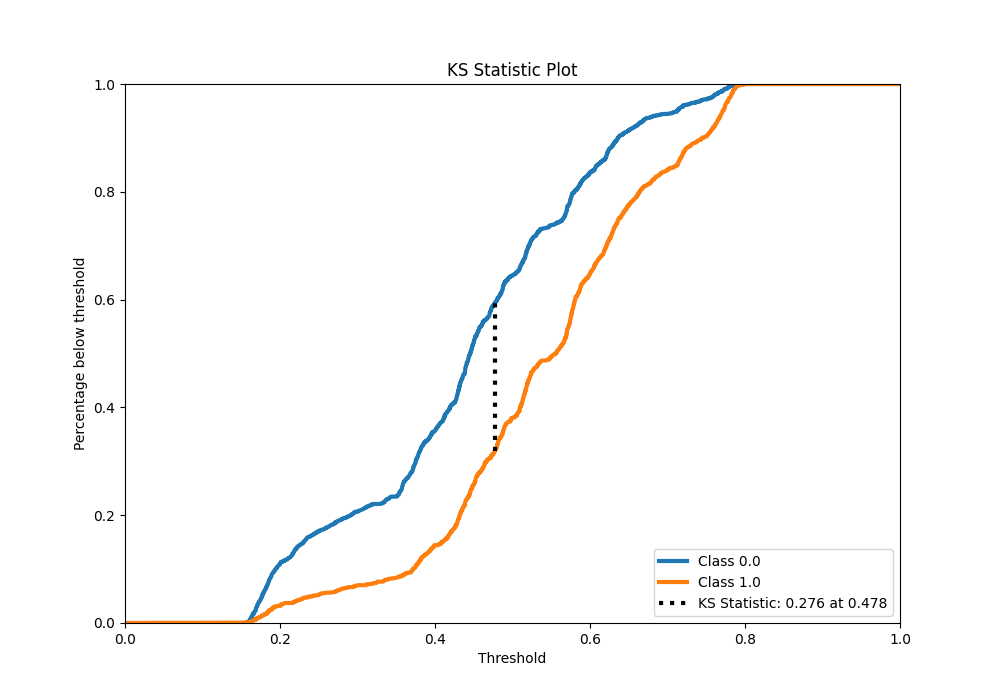 KS Statistic Plot
1.0
0.8
0.6
0.4
0.2
0.0
Percentage below threshold
0.0 0.2 0.4 0.6 0.8 1.0
Threshold
Class 0.0
Class 1.0
KS Statistic: 0.276 at 0.478